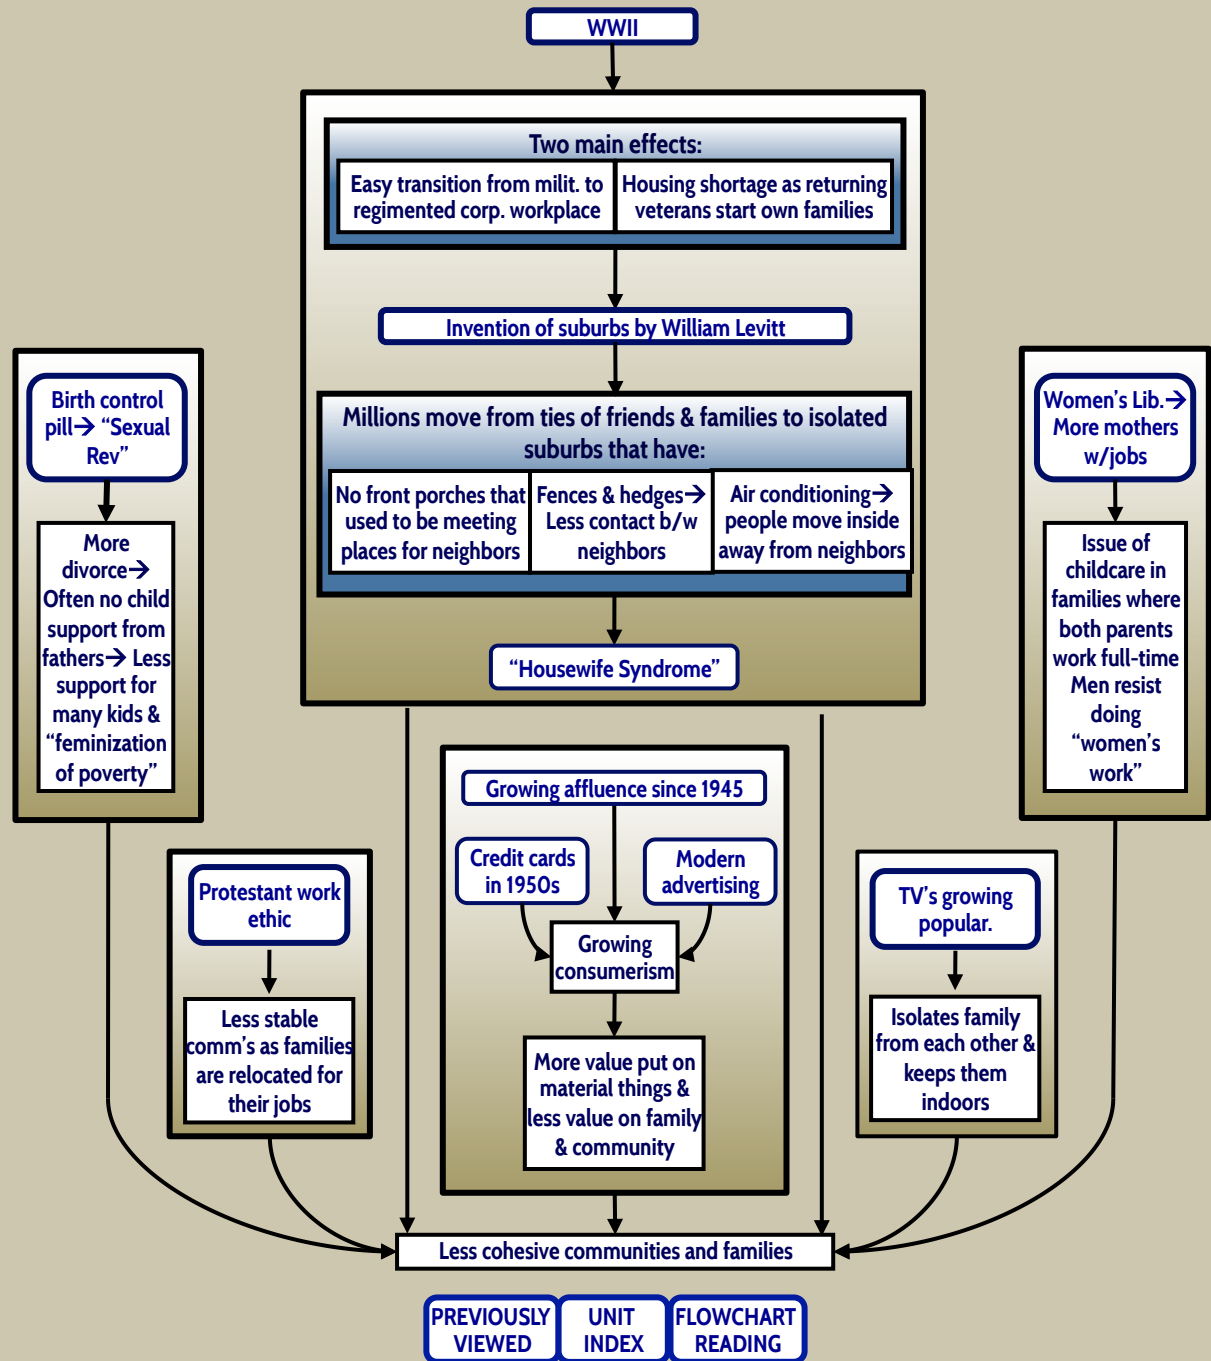 WWII
Two main effects:
Easy transition from milit. to
regimented corp. workplace
Housing shortage as returning
veterans start own families
Invention of suburbs by William Levitt
Millions move from ties of friends & families to isolated
suburbs that have:
No front porches that
used to be meeting
places for neighbors
Fences & hedges→
Less contact b/w
neighbors
Air conditioning→
people move inside
away from neighbors
“Housewife Syndrome”
Birth control
pill→ “Sexual
Rev”
More
divorce→
Often no child
support from
fathers→ Less
support for
many kids &
“feminization
of poverty”
Women’s Lib.→
More mothers
w/jobs
Issue of
childcare in
families where
both parents
work full-time
Men resist
doing
“women’s
work”
Growing affluence since 1945
Credit cards
in 1950s
Modern
advertising
Growing
consumerism
More value put on
material things &
less value on family
& community
Protestant work
ethic
Less stable
comm’s as families
are relocated for
their jobs
TV’s growing
popular.
Isolates family
from each other &
keeps them
indoors
Less cohesive communities and families
PREVIOUSLY
VIEWED
UNIT
INDEX
FLOWCHART
READING